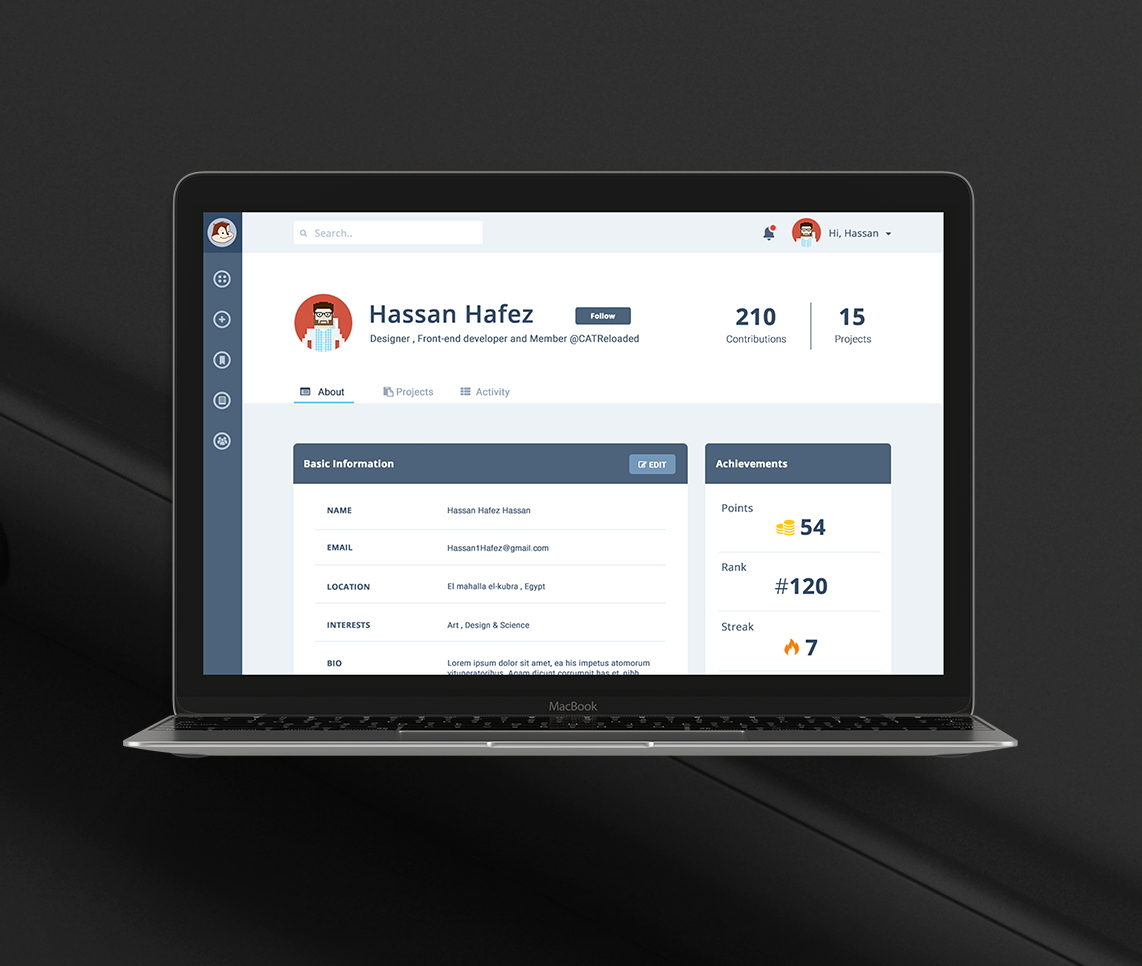 Search..
Hi, Hassan
Hassan Hafez
Follow
Designer , Front-end developer and Member @CATReloaded
210
Contributions
15
Projects
About
Projects
Activity
Basic Information
EDIT
NAME
Hassan Hafez Hassan
EMAIL
Hassan1Hafez@gmail.com
LOCATION
El mahalla el-kubra , Egypt
INTERESTS
Art , Design & Science
BIO
Lorem ipsum dolor sit amet, ea his impetus atomorum
vituperatoribus. Agam dicunt corrumpit has et, nibh
Achievements
Points
54
Rank
#120
Streak
7
MacBook